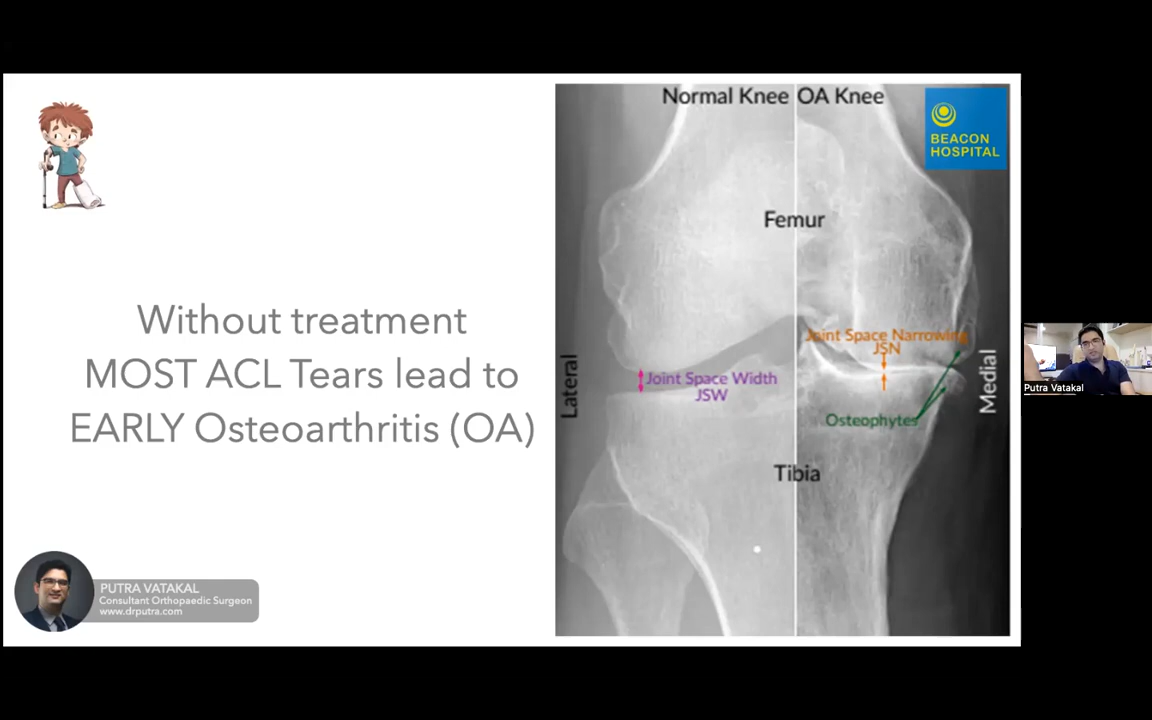 Without treatment
MOST ACL Tears lead to
EARLY Osteoarthritis (OA)
PUTRA VATAKAL
Consultant Orthopaedic Surgeon
www.drputra.com
Normal Knee OA Knee
BEACON
HOSPITAL
Femur
Joint Space Narrowing
JSN
Lateral
Joint Space Width
JSW
Medial
Osteophytes
Tibia
Putra Vatakal